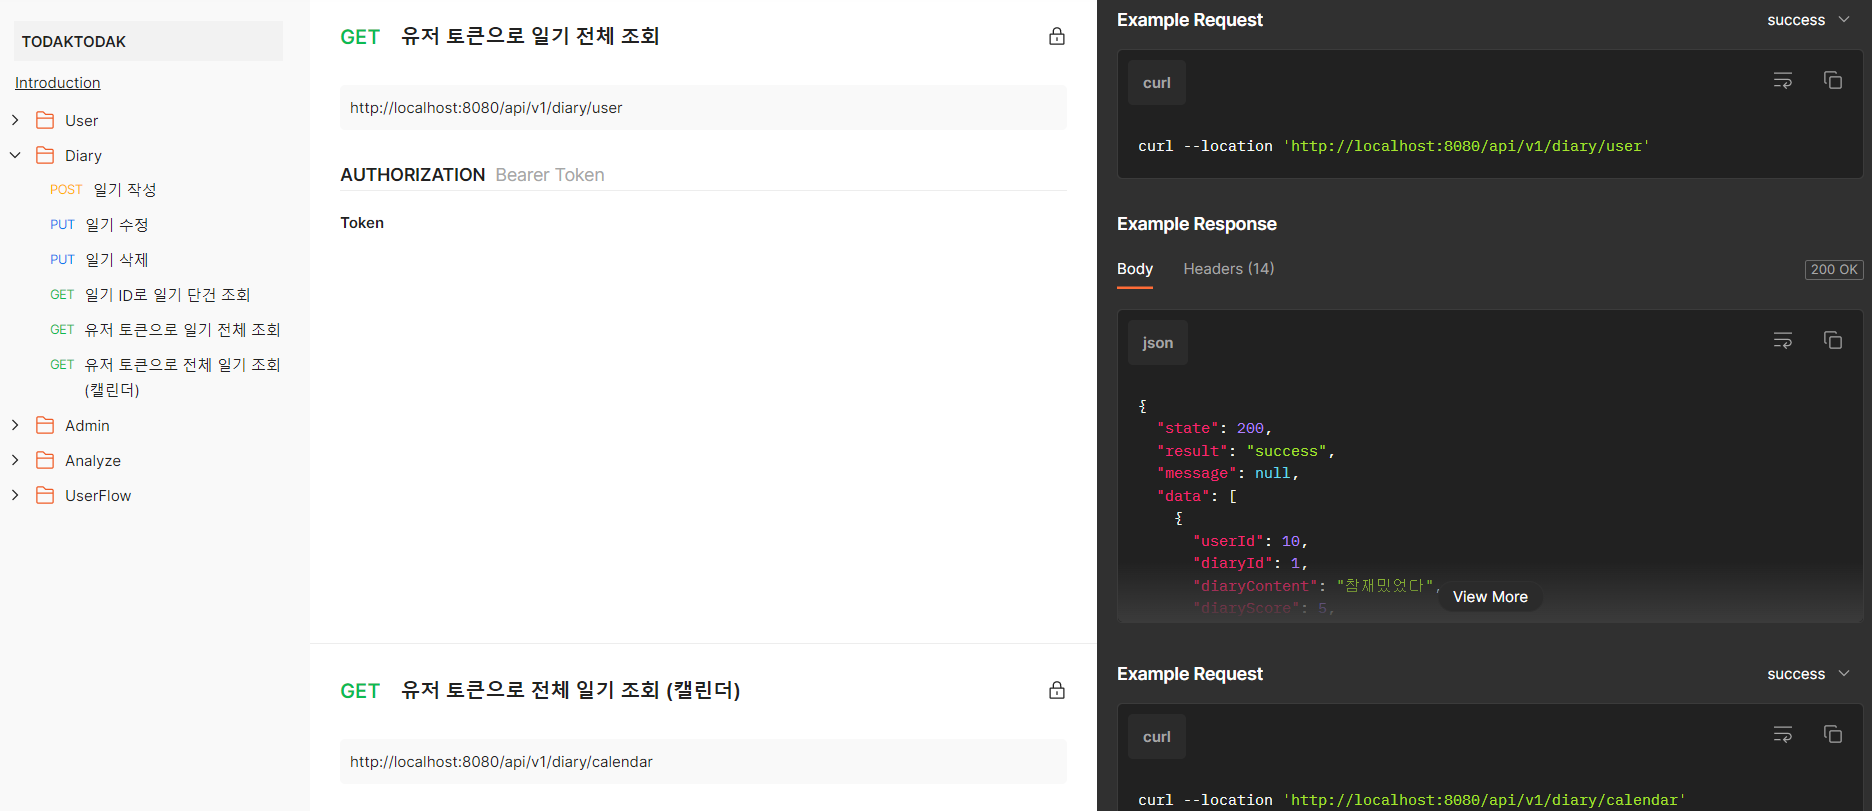 TODAKTODAK
Introduction
User
Diary
POST 일기 작성
PUT 일기 수정
PUT 일기 삭제
GET 일기 ID로 일기 단건 조회
GET 유저 토큰으로 일기 전체 조회
GET 유저 토큰으로 전체 일기 조회
(캘린더)
Admin
Analyze
UserFlow
GET 유저 토큰으로 일기 전체 조회
http://localhost:8080/api/v1/diary/user
AUTHORIZATION Bearer Token
Token
GET 유저 토큰으로 전체 일기 조회 (캘린더)
http://localhost:8080/api/v1/diary/calendar
Example Request success
curl
curl --location 'http://localhost:8080/api/v1/diary/user'
Example Response
Body Headers (14) 200 OK
json
{
"state": 200,
"result": "success",
"message": null,
"data": [
{
"userId": 10,
"diaryId": 1,
"diaryContent": "참재밌었다",
"diaryScore": 5,
View More
Example Request success
curl
curl --location 'http://localhost:8080/api/v1/diary/calendar'